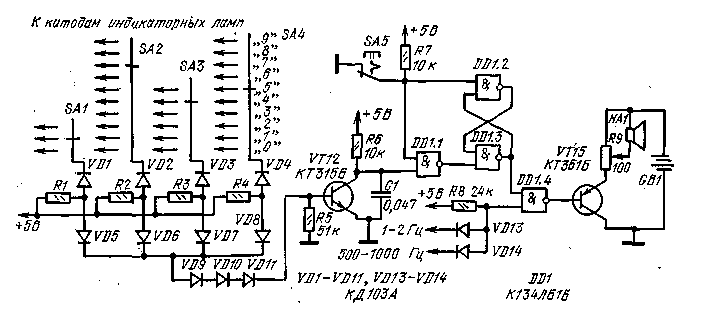 К катодам индикаторных ламп
SA1
SA2
SA3
SA4
„9”
„8”
„7”
„6”
„5”
„4”
„3”
„2”
„1”
„0”
VD1
VD2
VD3
VD4
R1
R2
R3
R4
+5В
VD5
VD6
VD7
VD8
VD9
VD10
VD11
SA5
+5В
R7
10к
+5В
R6
10к
VT12
КТ315Б
R5
51к
C1
0,047
DD1.1
&
DD1.2
&
DD1.3
&
DD1.4
&
+5В
R8 24к
1-2 Гц
VD13
500-1000 Гц
VD14
VT15
КТ361Б
HA1
R9
100
GB1
VD1-VD11, VD13-VD14
КД103А
DD1
К134ЛБ1Б